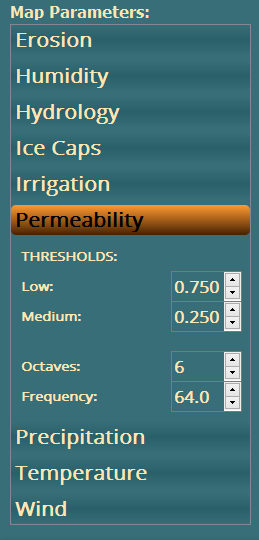 Map Parameters:
Erosion
Humidity
Hydrology
Ice Caps
Irrigation
Permeability
THRESHOLDS:
Low: 0.750
Medium: 0.250
Octaves: 6
Frequency: 64.0
Precipitation
Temperature
Wind